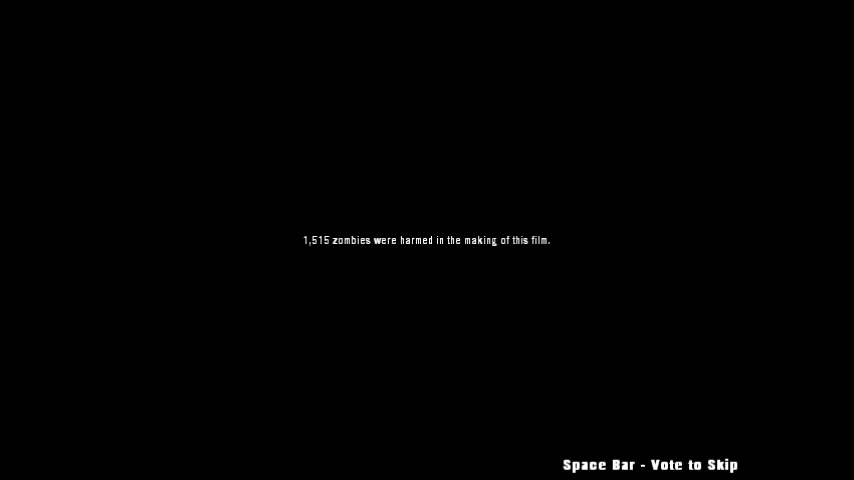 1,515 zombies were harmed in the making of this film.
Space Bar - Vote to Skip